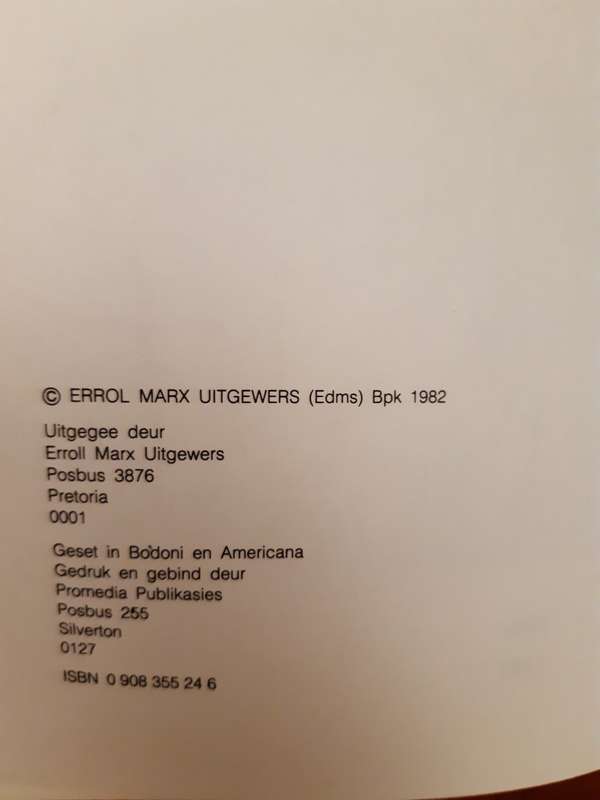 © ERROL MARX UITGEWERS (Edms) Bpk 1982
Uitgegee deur
Erroll Marx Uitgewers
Posbus 3876
Pretoria
0001
Geset in Bodoni en Americana
Gedruk en gebind deur
Promedia Publikasies
Posbus 255
Silverton
0127
ISBN 0 908 355 24 6